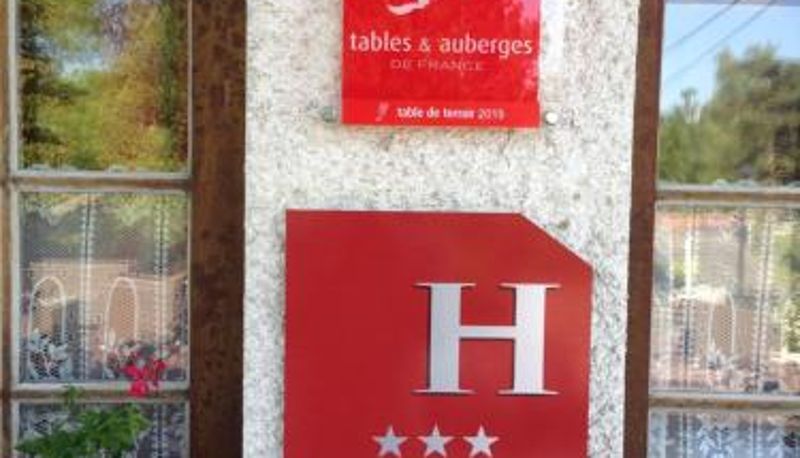 tables & auberges
DE FRANCE
table de terroir 2015
H